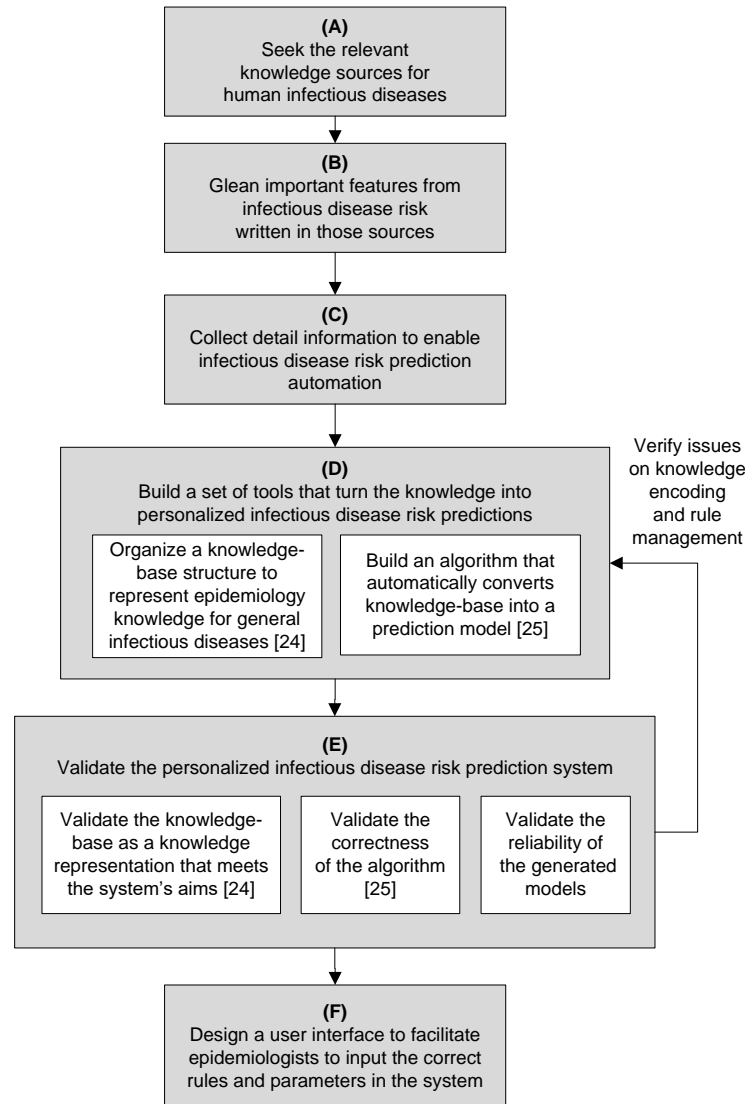 (A)
Seek the relevant
knowledge sources for
human infectious diseases
(B)
Glean important features from
infectious disease risk
written in those sources
(C)
Collect detail information to enable
infectious disease risk prediction
automation
(D)
Build a set of tools that turn the knowledge into
personalized infectious disease risk predictions
Organize a knowledge-
base structure to
represent epidemiology
knowledge for general
infectious diseases [24]
Build an algorithm that
automatically converts
knowledge-base into a
prediction model [25]
Verify issues
on knowledge
encoding
and rule
management
(E)
Validate the personalized infectious disease risk prediction system
Validate the knowledge-
base as a knowledge
representation that meets
the system's aims [24]
Validate the
correctness
of the algorithm
[25]
Validate the
reliability of
the generated
models
(F)
Design a user interface to facilitate
epidemiologists to input the correct
rules and parameters in the system